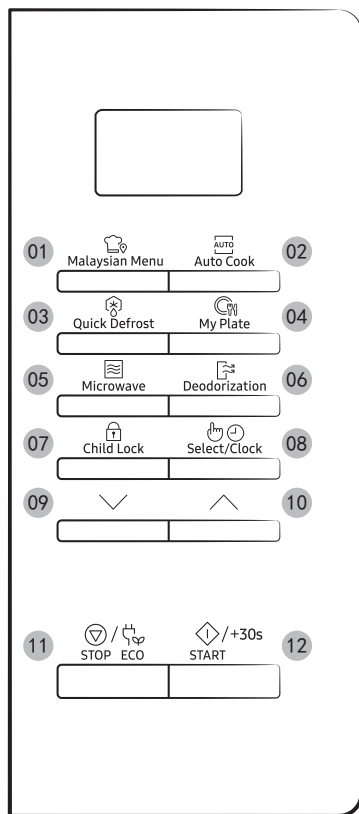 01 Malaysian Menu
AUTO
Auto Cook 02
03 Quick Defrost
My Plate 04
05 Microwave
Deodorization 06
07 Child Lock
Select/Clock 08
09
10
11 / STOP ECO
/+30s
START 12